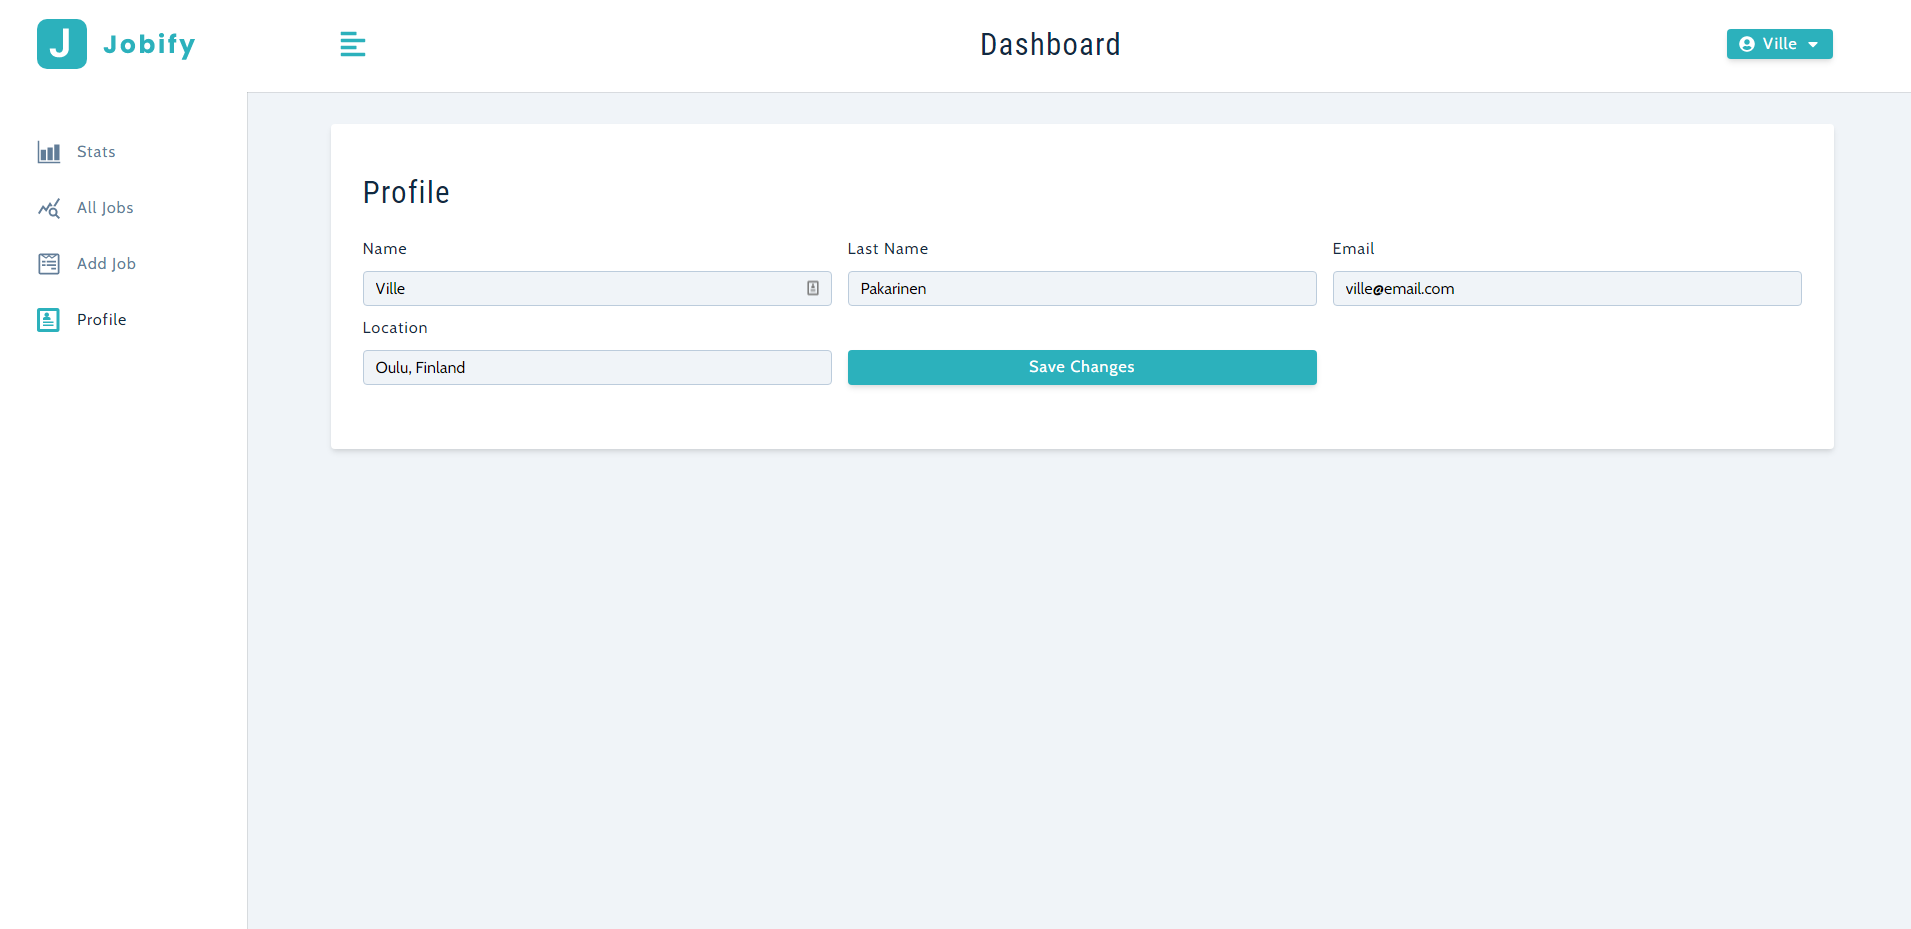 J Jobify
Dashboard
Ville
Stats
All Jobs
Add Job
Profile
Profile
Name
Last Name
Email
Ville
Pakarinen
ville@email.com
Location
Oulu, Finland
Save Changes